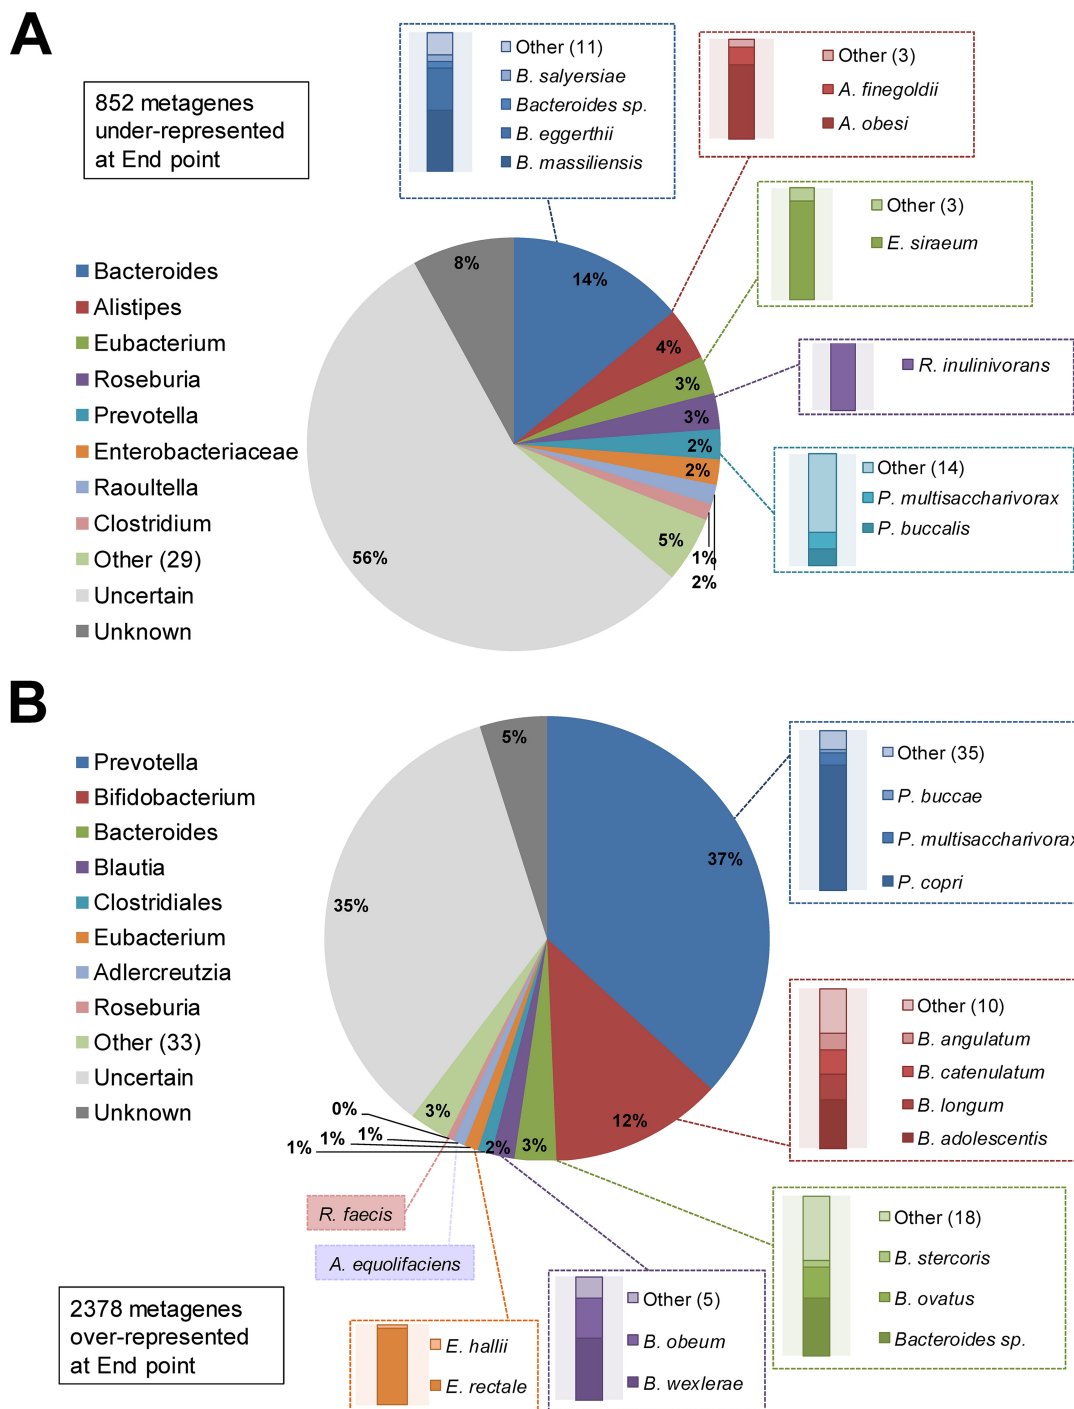 A
852 metagenes
under-represented
at End point
Other (11)
B. salyersiae
Bacteroides sp.
B. eggerthii
B. massiliensis
Other (3)
A. finegoldii
A. obesi
Other (3)
E. siraeum
R. inulinivorans
Other (14)
P. multisaccharivorax
P. buccalis
Bacteroides
Alistipes
Eubacterium
Roseburia
Prevotella
Enterobacteriaceae
Raoultella
Clostridium
Other (29)
Uncertain
Unknown
8%
14%
4%
3%
3%
2%
2%
1%
2%
5%
56%
B
Prevotella
Bifidobacterium
Bacteroides
Blautia
Clostridiales
Eubacterium
Adlercreutzia
Roseburia
Other (33)
Uncertain
Unknown
5%
37%
35%
12%
3%
2%
3%
0%
1%
1%
1%
Other (35)
P. buccae
P. multisaccharivorax
P. copri
Other (10)
B. angulatum
B. catenulatum
B. longum
B. adolescentis
Other (18)
B. stercoris
B. ovatus
Bacteroides sp.
R. faecis
A. equolifaciens
Other (5)
B. obeum
B. wexlerae
E. hallii
E. rectale
2378 metagenes
over-represented
at End point